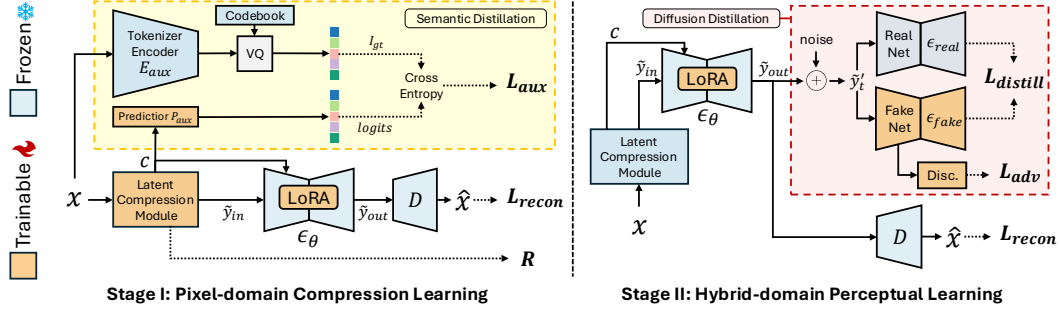 Frozen
Trainable
Semantic Distillation
Codebook
Tokenizer
Encoder
E_aux
VQ
I_gt
Cross
Entropy
L_aux
Predictior P_aux
logits
c
x
Latent
Compression
Module
ỹ_in
LoRA
ϵ_θ
ỹ_out
D
x̂
L_recon
R
Stage I: Pixel-domain Compression Learning
Diffusion Distillation
c
ỹ_in
LoRA
ϵ_θ
ỹ_out
noise
+
ỹ'_t
Real
Net
ϵ_real
L_distill
Fake
Net
ϵ_fake
Disc.
L_adv
Latent
Compression
Module
x
D
x̂
L_recon
Stage II: Hybrid-domain Perceptual Learning